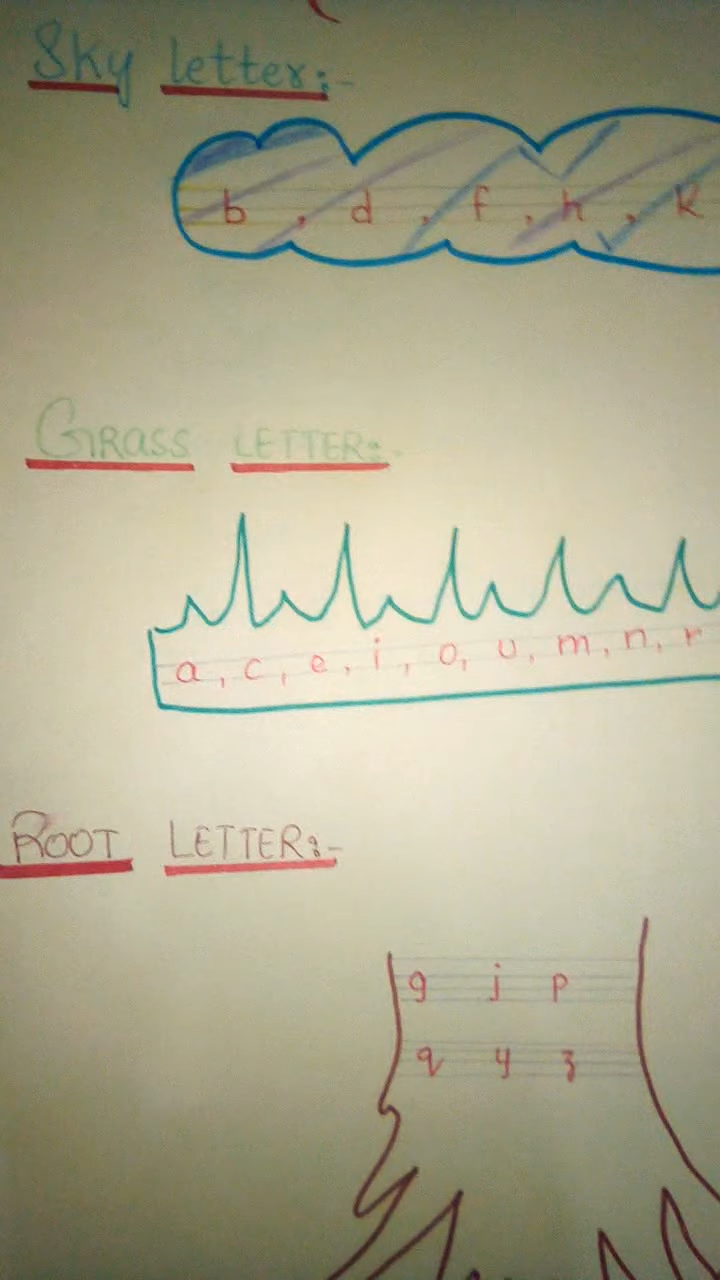 Sky letter:-
b , d , f , h , k
GRass LETTER:-
a , c , e , i , o , u , m , n , r
ROOT LETTER:-
g j p
q y z